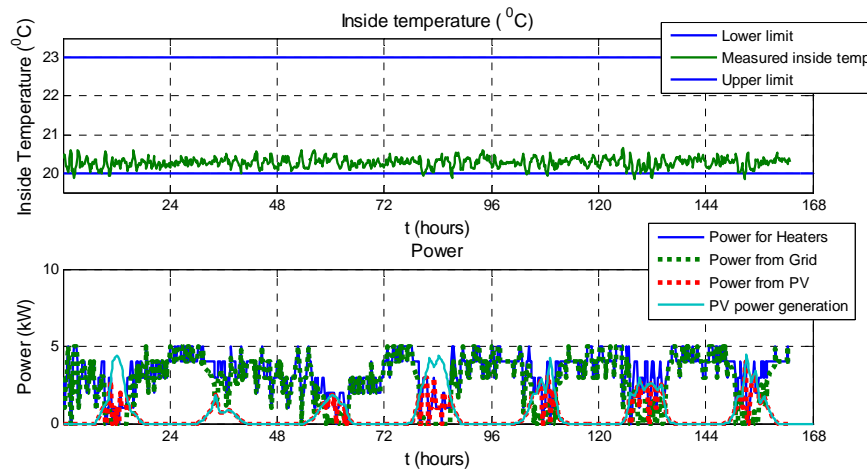 Inside temperature ( ⁰C)
Inside Temperature (⁰C)
23
22
21
20
24
48
72
96
120
144
168
t (hours)
Lower limit
Measured inside temp
Upper limit
Power
Power (kW)
10
5
0
24
48
72
96
120
144
168
t (hours)
Power for Heaters
Power from Grid
Power from PV
PV power generation